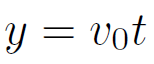 y = v₀t